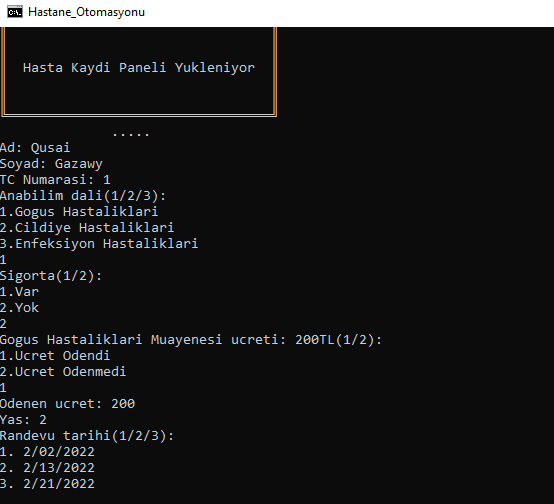 Hastane_Otomasyonu
Hasta Kaydi Paneli Yukleniyor
.....
Ad: Qusai
Soyad: Gazawy
TC Numarasi: 1
Anabilim dali(1/2/3):
1.Gogus Hastaliklari
2.Cildiye Hastaliklari
3.Enfeksiyon Hastaliklari
1
Sigorta(1/2):
1.Var
2.Yok
2
Gogus Hastaliklari Muayenesi ucreti: 200TL(1/2):
1.Ucret Odendi
2.Ucret Odenmedi
1
Odenen ucret: 200
Yas: 2
Randevu tarihi(1/2/3):
1. 2/02/2022
2. 2/13/2022
3. 2/21/2022